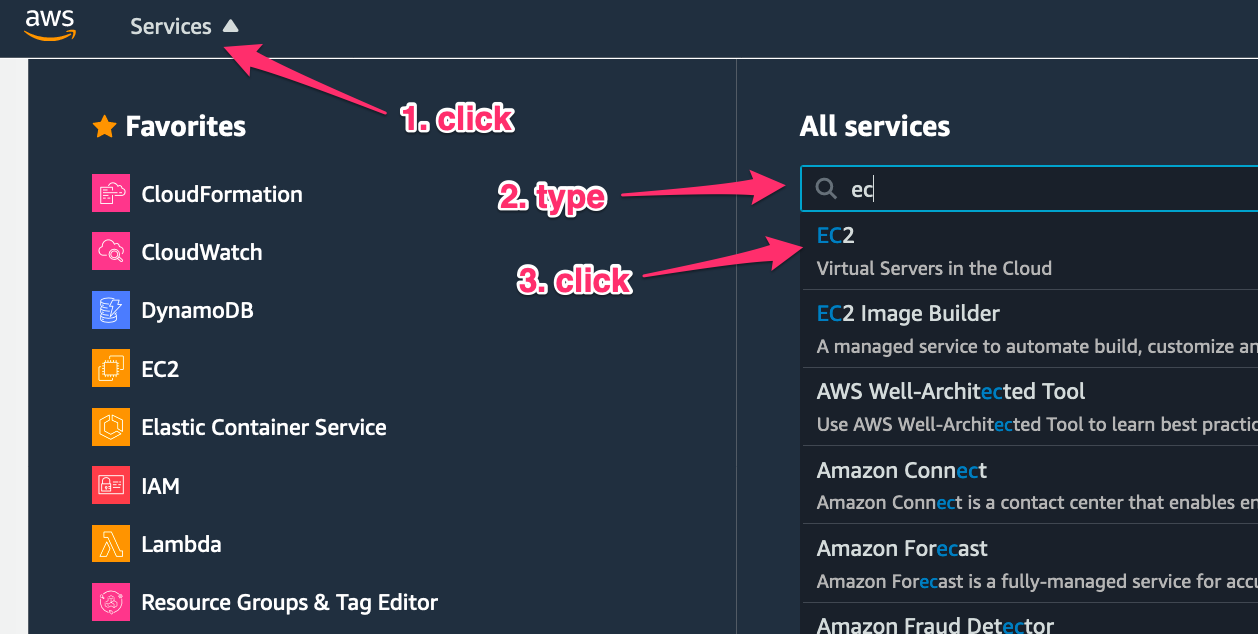 aws
Services
1. click
Favorites
CloudFormation
CloudWatch
DynamoDB
EC2
Elastic Container Service
IAM
Lambda
Resource Groups & Tag Editor
All services
2. type
ec
3. click
EC2
Virtual Servers in the Cloud
EC2 Image Builder
A managed service to automate build, customize an
AWS Well-Architected Tool
Use AWS Well-Architected Tool to learn best practic
Amazon Connect
Amazon Connect is a contact center that enables en
Amazon Forecast
Amazon Forecast is a fully-managed service for accu
Amazon Fraud Detector